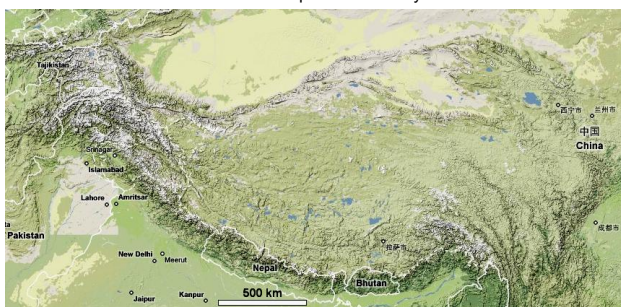 Tajikistan
西宁市
兰州市
中国
China
Srinagar
Islamabad
Lahore
Amritsar
Pakistan
成都市
拉萨市
New Delhi
Meerut
Nepal
Bhutan
Jaipur
Kanpur
500 km